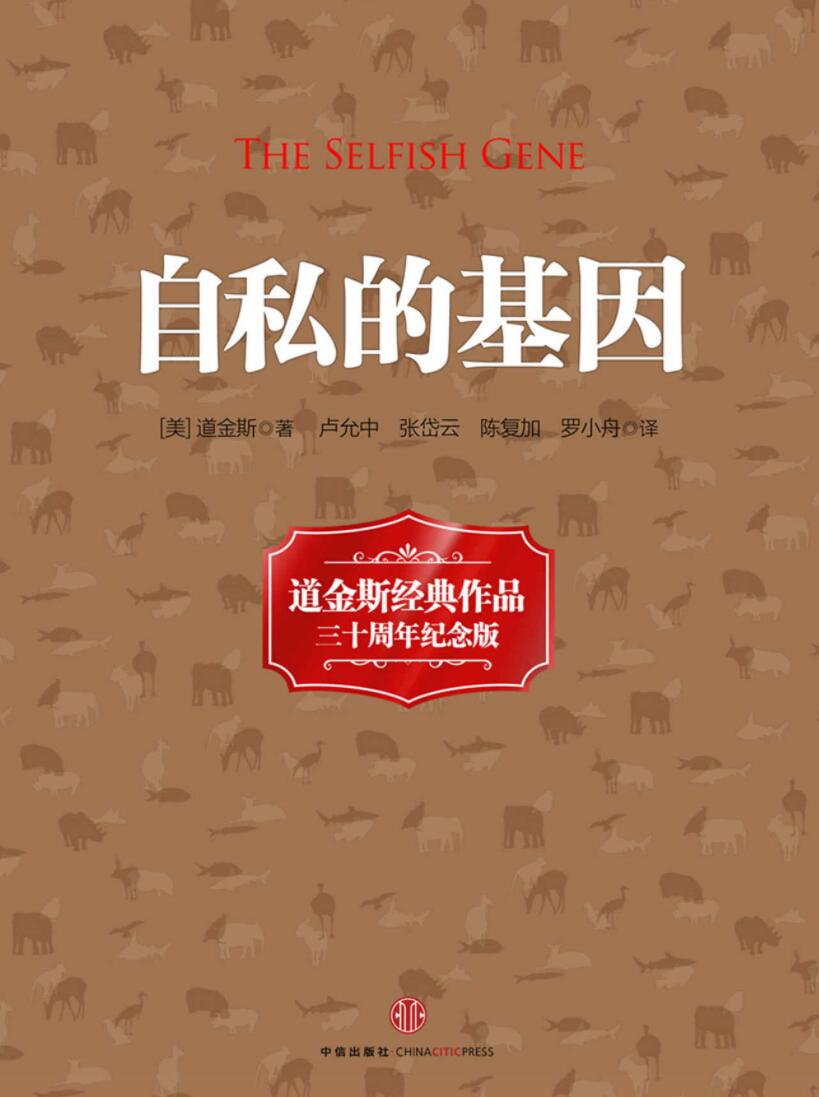 THE SELFISH GENE
自私的基因
[美] 道金斯◎著 卢允中 张岱云 陈复加 罗小舟◎译
道金斯经典作品
三十周年纪念版
中信出版社·CHINACITICPRESS